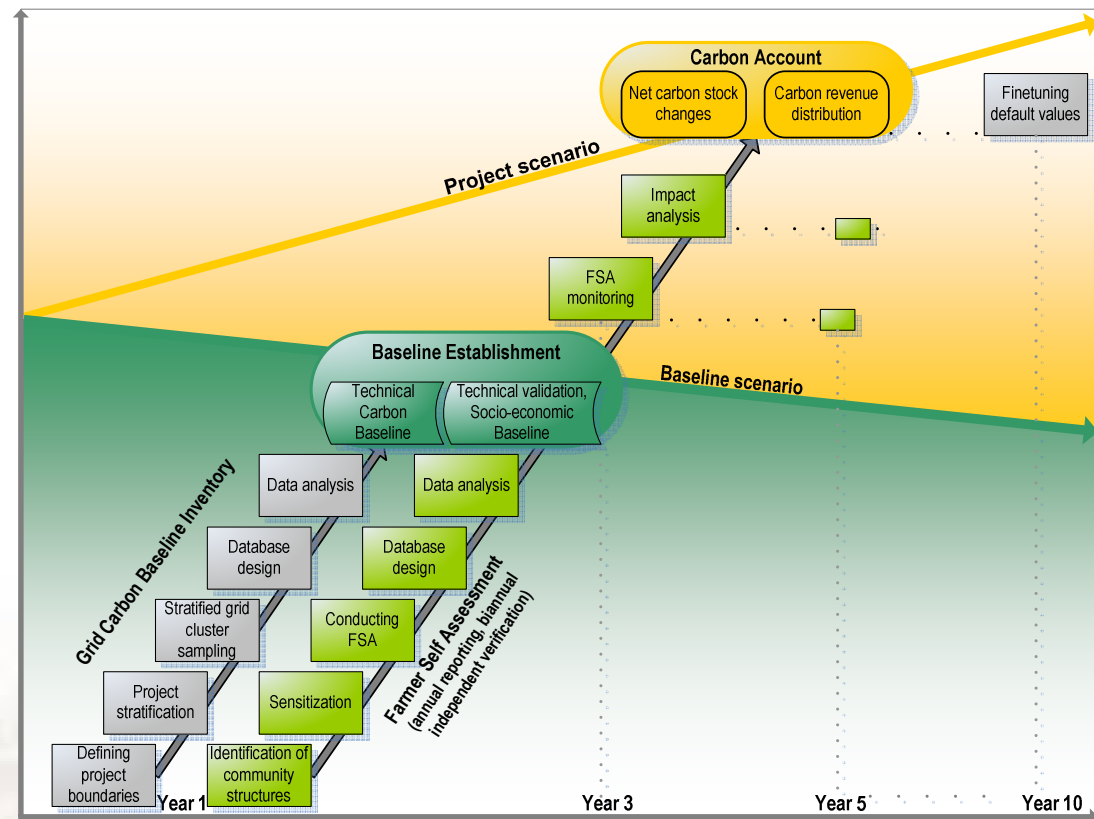 Carbon Account
Net carbon stock
changes
Carbon revenue
distribution
Finetuning
default values
Project scenario
Impact
analysis
FSA
monitoring
Baseline Establishment
Technical
Carbon
Baseline
Technical validation,
Socio-economic
Baseline
Baseline scenario
Grid Carbon Baseline Inventory
Data analysis
Database
design
Stratified grid
cluster
sampling
Project
stratification
Defining
project
boundaries
Data analysis
Database
design
Conducting
FSA
Sensitization
Identification of
community
structures
Farmer Self Assessment
(annual reporting, biannual
independent verification)
Year 1
Year 3
Year 5
Year 10